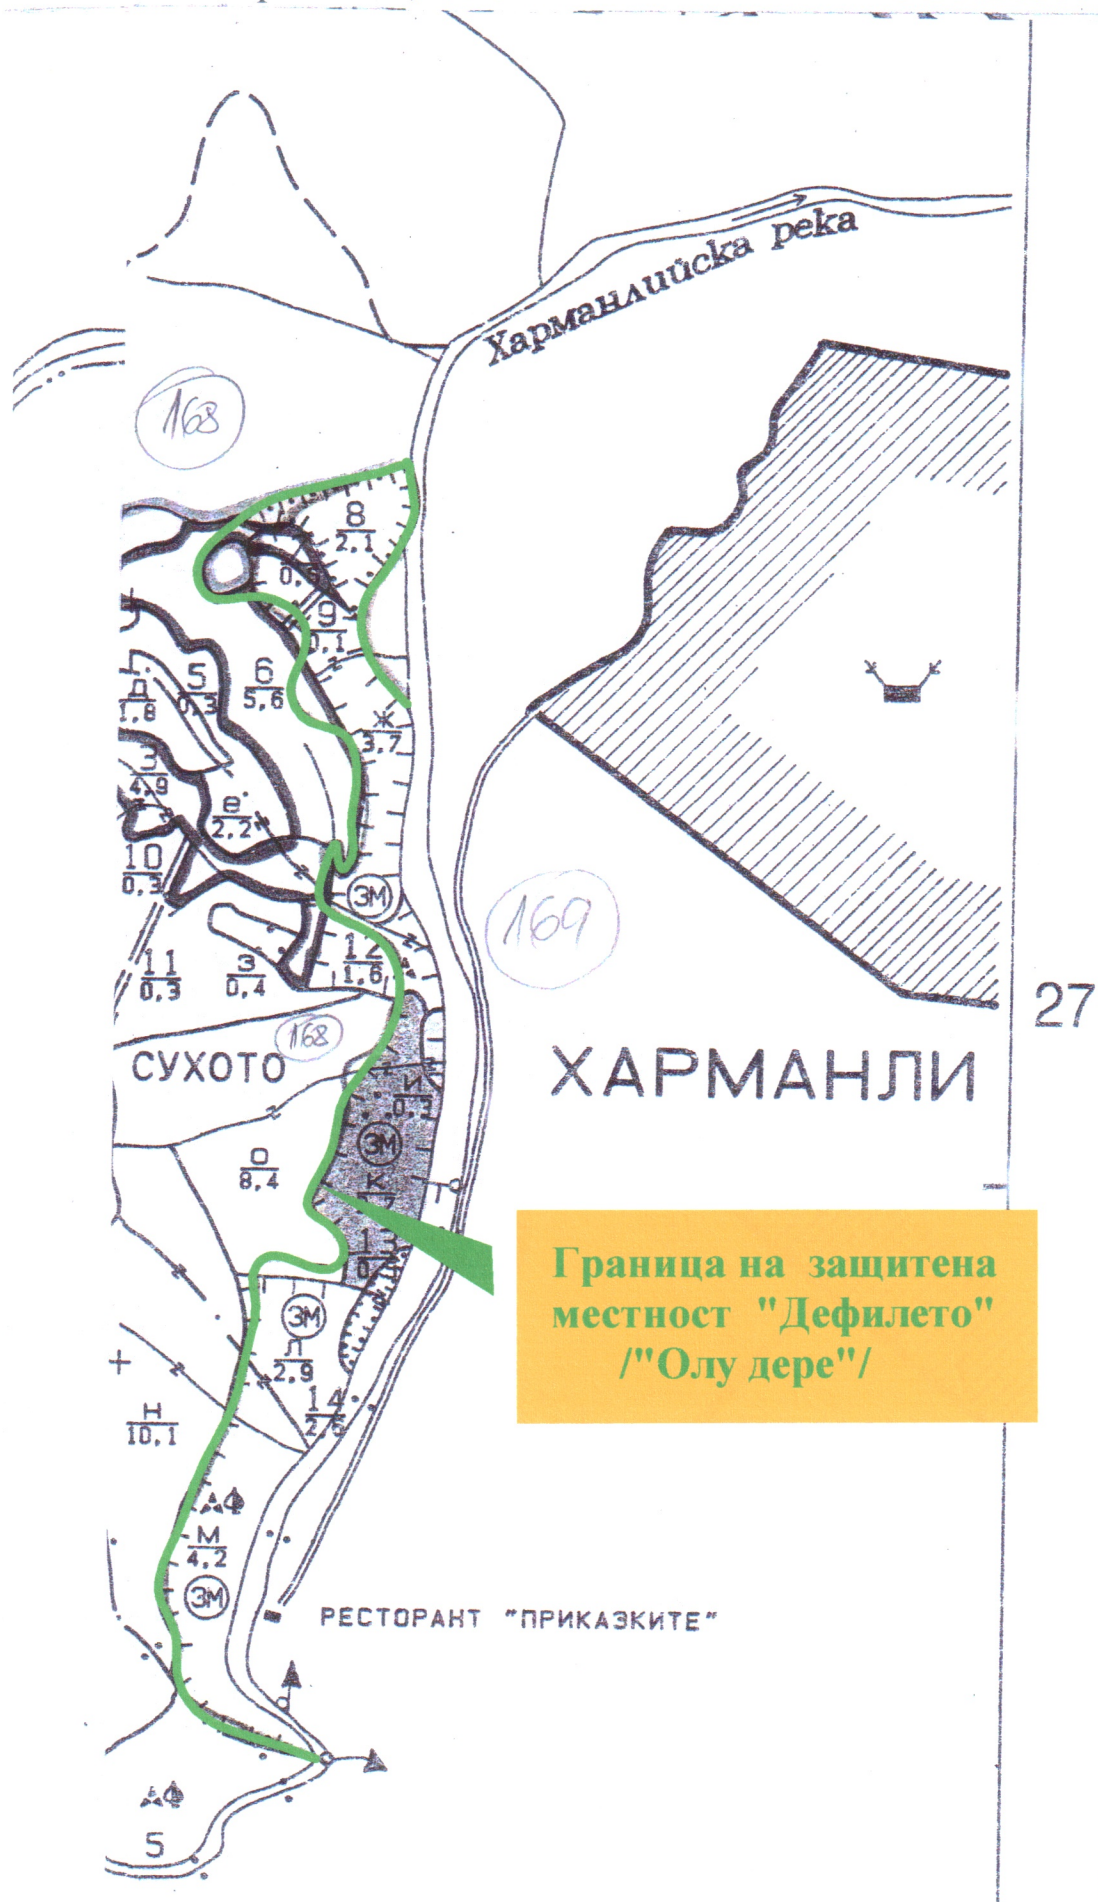 Харманлийска река
168
8
2,1
9
0,1
5
0,3
6
5,6
Д
1,8
Ж
3,7
З
4,9
е
2,2
10
0,3
ЗМ
169
12
1,6
11
0,3
З
0,4
27
168
СУХОТО
ХАРМАНЛИ
И
0,3
ЗМ
К
О
8,4
Граница на защитена
местност "Дефилето"
/"Олу дере"/
ЗМ
Л
2,9
14
2,5
Н
10,1
Ф
М
4,2
ЗМ
РЕСТОРАНТ "ПРИКАЗКИТЕ"
Ф
5